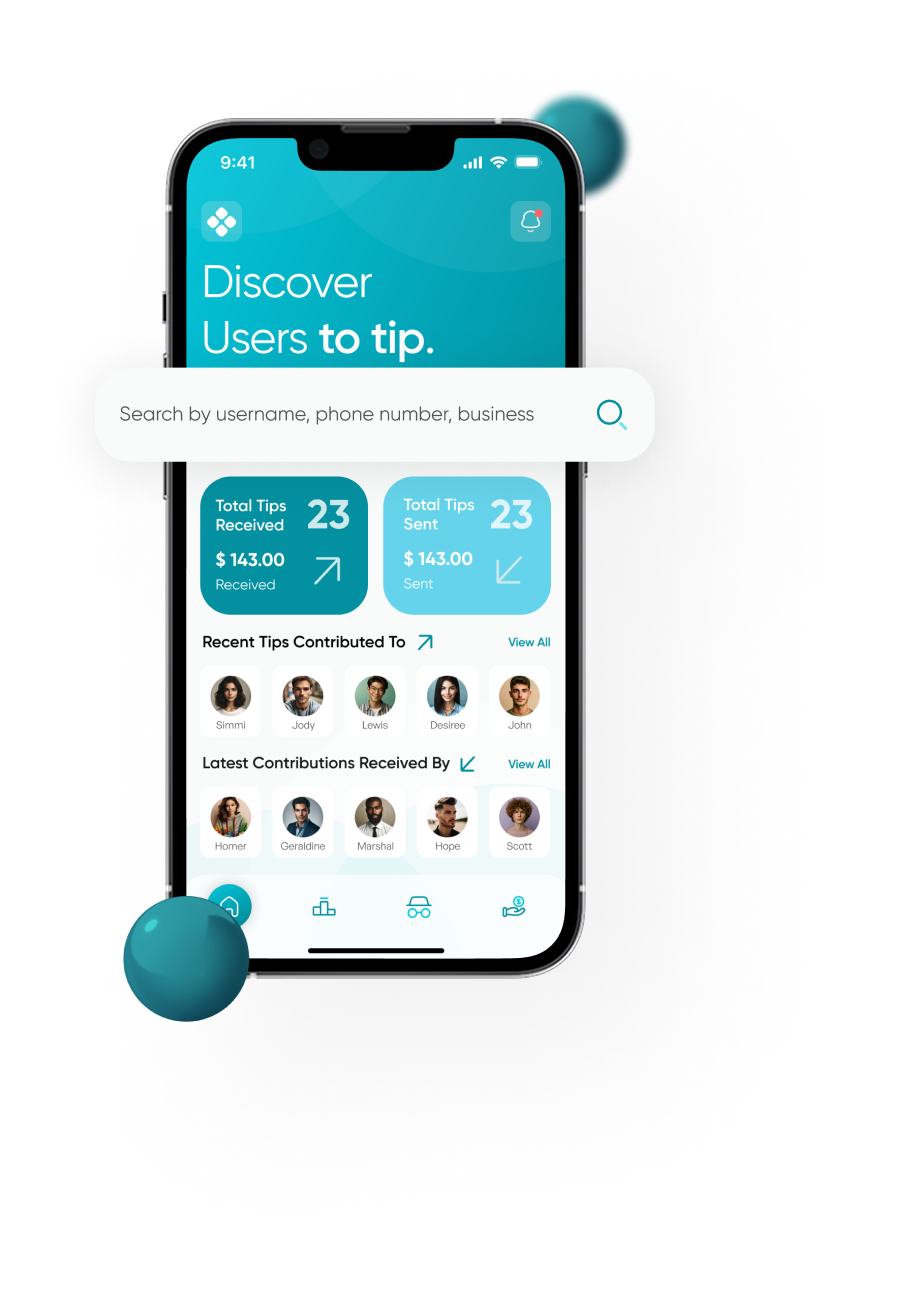 9:41
Discover
Users to tip.
Search by username, phone number, business
Total Tips
Received
23
$ 143.00
Received
Total Tips
Sent
23
$ 143.00
Sent
Recent Tips Contributed To
View All
Simmi
Jody
Lewis
Desiree
John
Latest Contributions Received By
View All
Homer
Geraldine
Marshal
Hope
Scott
$